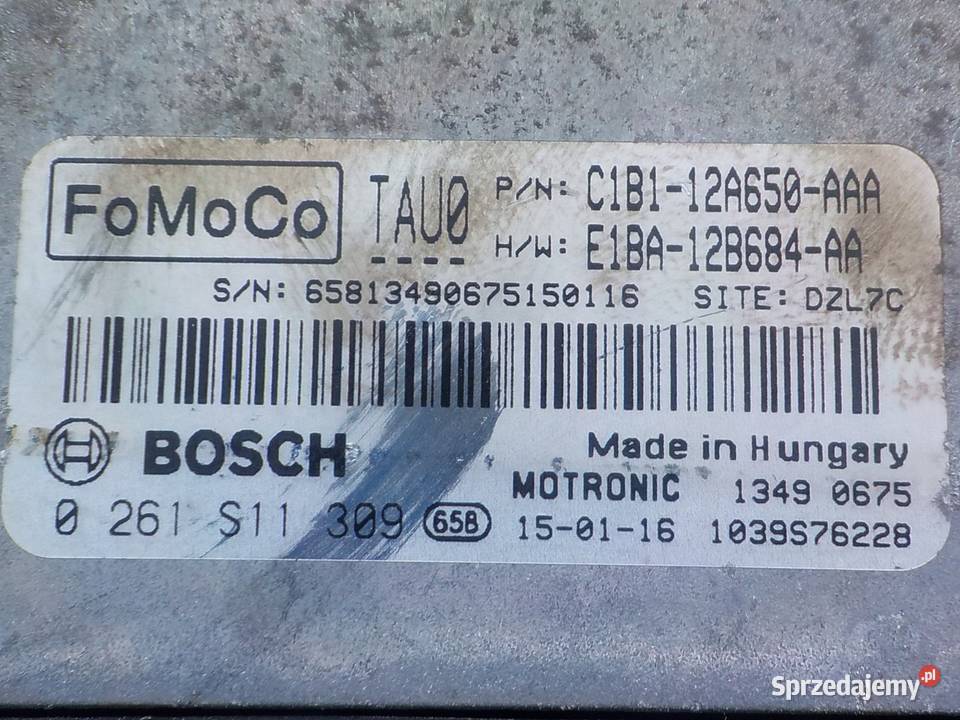 FoMoCo TAU0 P/N: C1B1-12A650-AAA
H/W: E1BA-12B684-AA
S/N: 65813490675150116 SITE: DZL7C
BOSCH Made in Hungary
MOTRONIC 1349 0675
0 261 S11 309 65B 15-01-16 1039S76228
Sprzedajemy.pl